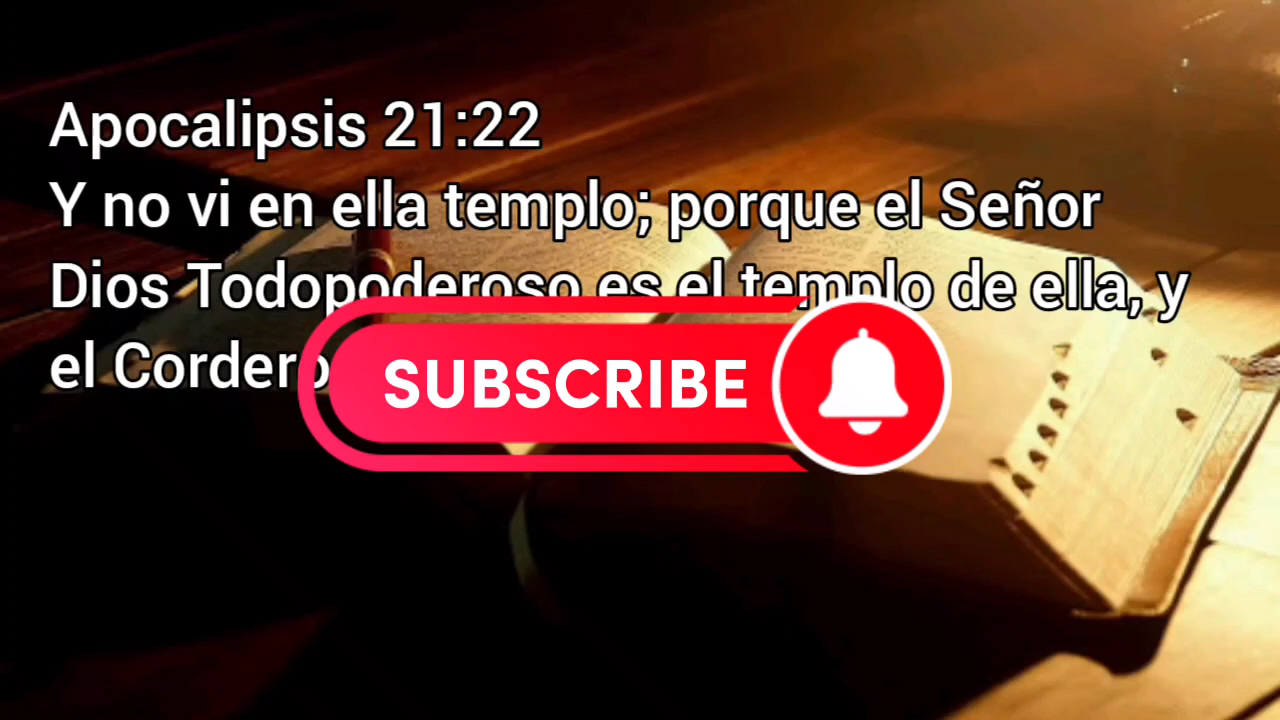 Apocalipsis 21:22
Y no vi en ella templo; porque el Señor
Dios Todopoderoso es el templo de ella, y
el Cordero
SUBSCRIBE